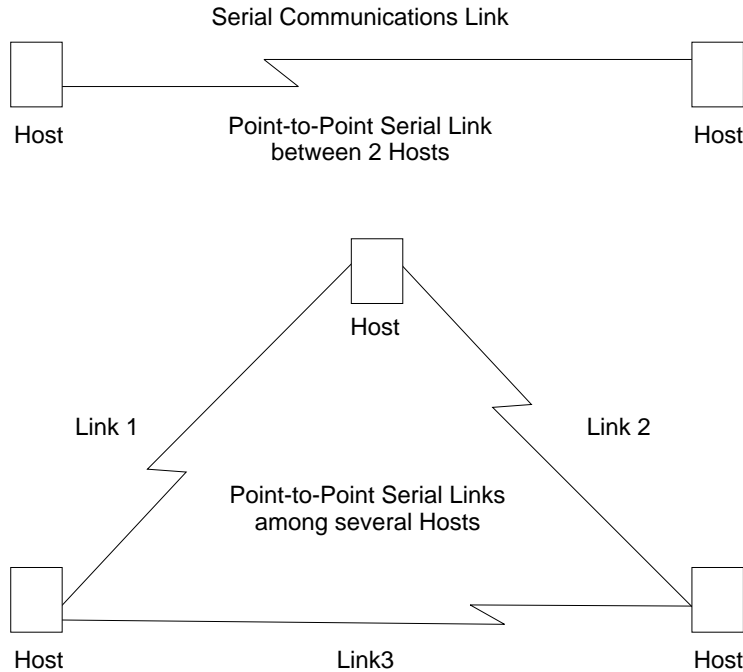 Serial Communications Link
Host
Point-to-Point Serial Link
between 2 Hosts
Host
Host
Link 1
Link 2
Point-to-Point Serial Links
among several Hosts
Host
Link3
Host